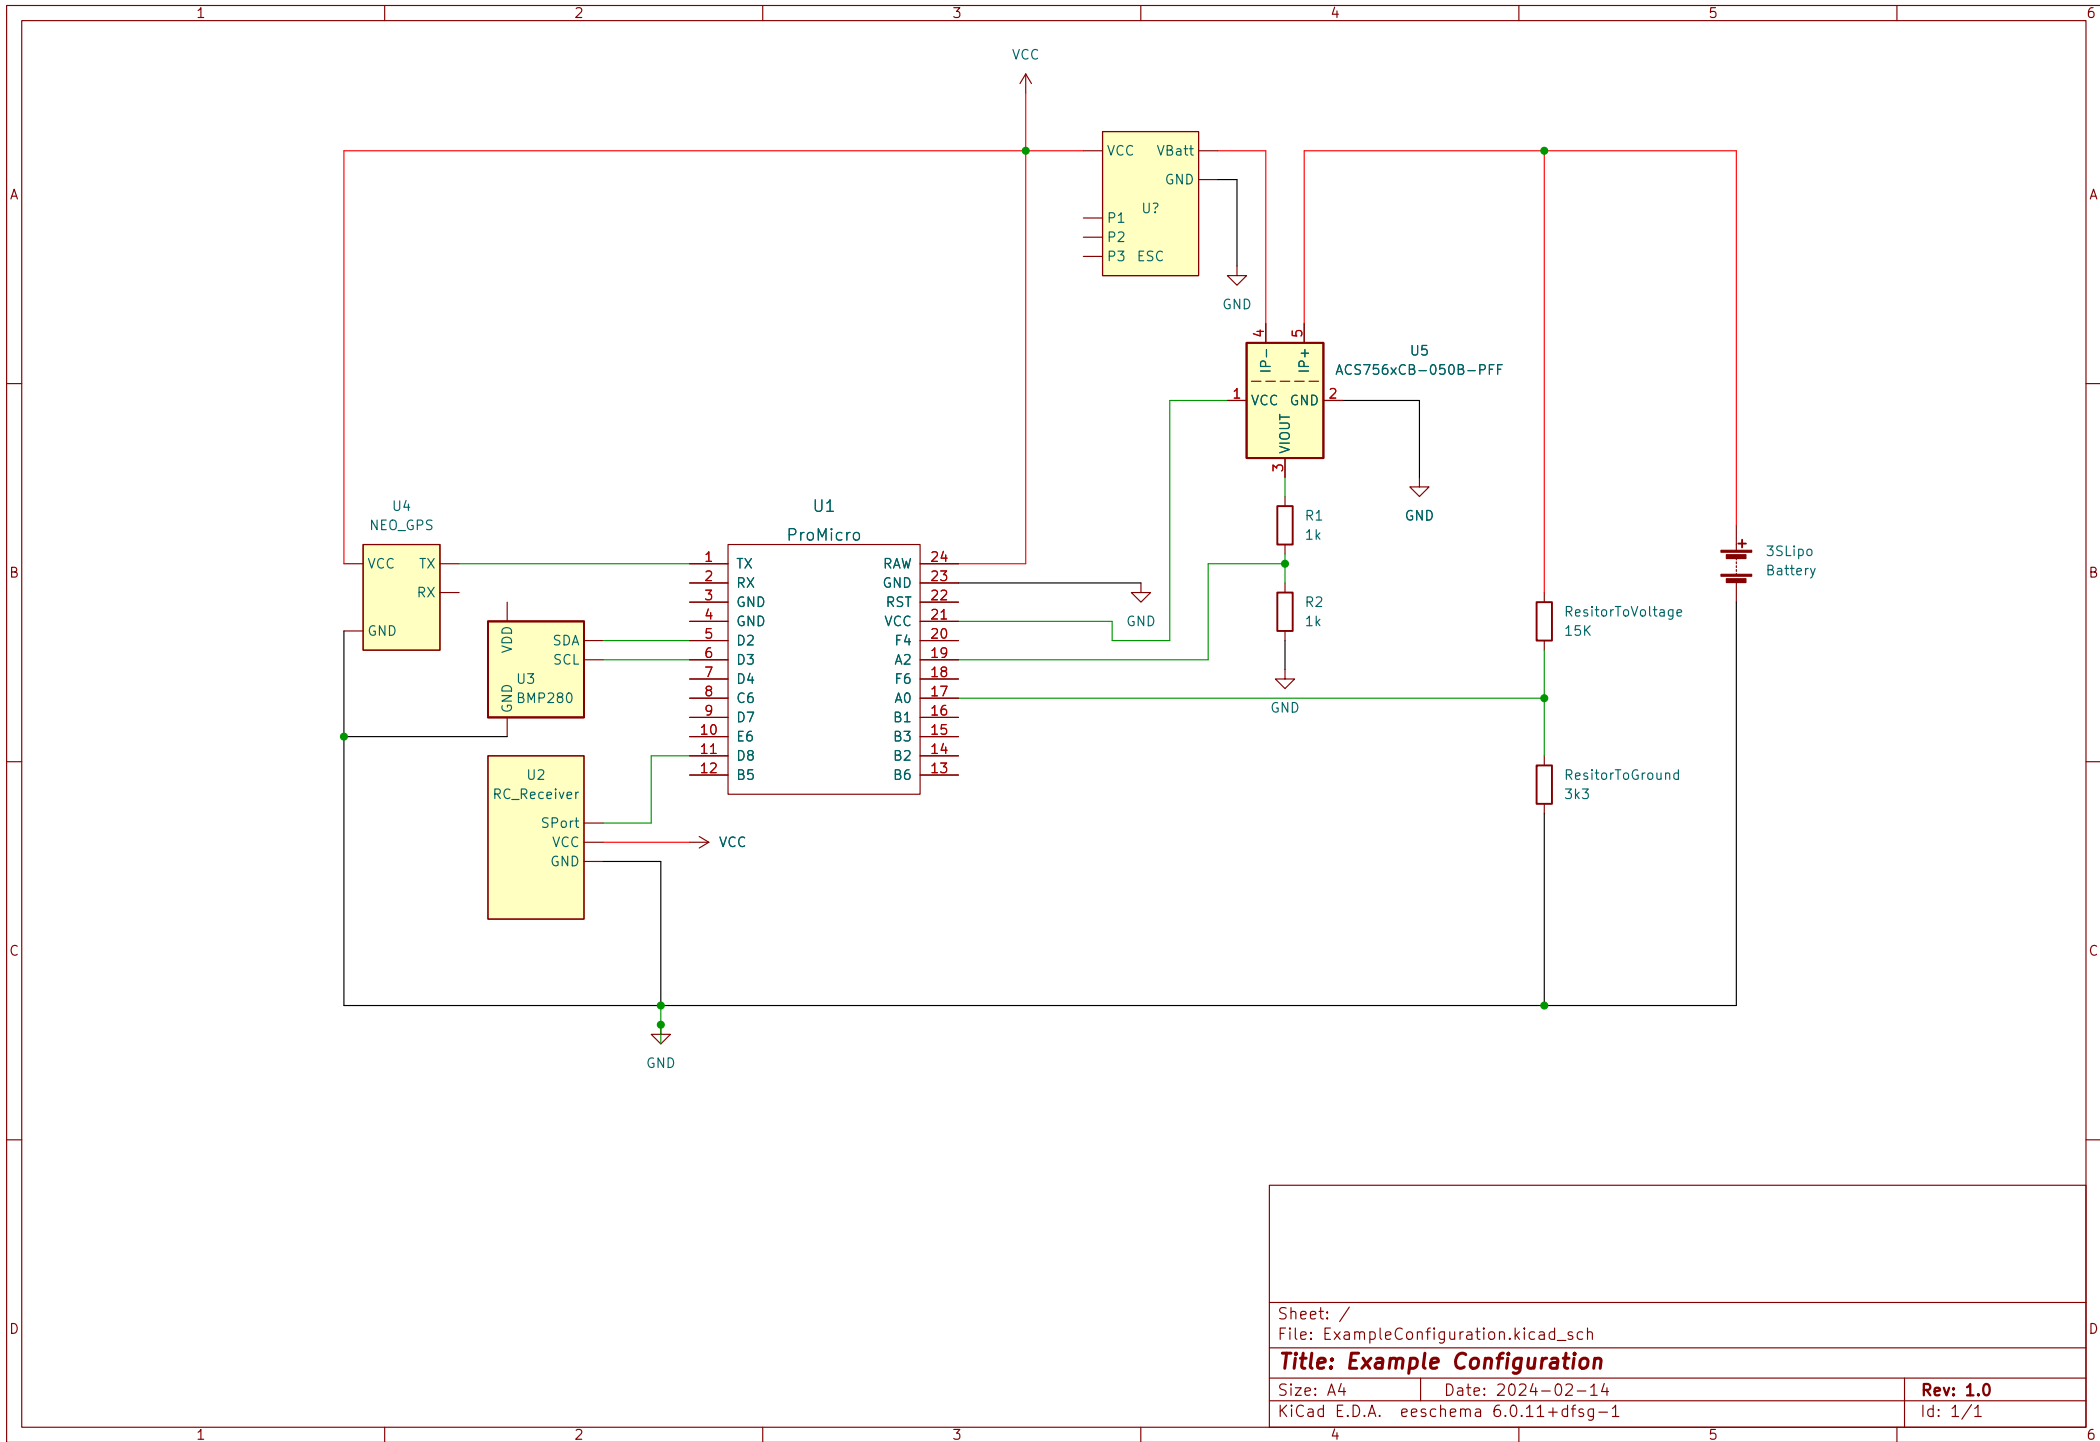 1 2 3 4 5 6
A
B
C
D
A
B
C
D
1 2 3 4 5 6
VCC
VCC VBatt
GND
U?
P1
P2
P3 ESC
GND
4 5
IP- IP+
1 VCC GND 2
VIOUT
3
U5
ACS756xCB-050B-PFF
GND
R1
1k
R2
1k
GND
U4
NEO_GPS
VCC TX
RX
GND
VDD
SDA
SCL
U3
GND BMP280
U2
RC_Receiver
SPort
VCC
GND
VCC
U1
ProMicro
1 TX RAW 24
2 RX GND 23
3 GND RST 22
4 GND VCC 21
5 D2 F4 20
6 D3 A2 19
7 D4 F6 18
8 C6 A0 17
9 D7 B1 16
10 E6 B3 15
11 D8 B2 14
12 B5 B6 13
GND
+
3SLipo
Battery
ResitorToVoltage
15K
ResitorToGround
3k3
GND
Sheet: /
File: ExampleConfiguration.kicad_sch
Title: Example Configuration
Size: A4 Date: 2024-02-14 Rev: 1.0
KiCad E.D.A. eeschema 6.0.11+dfsg-1 Id: 1/1